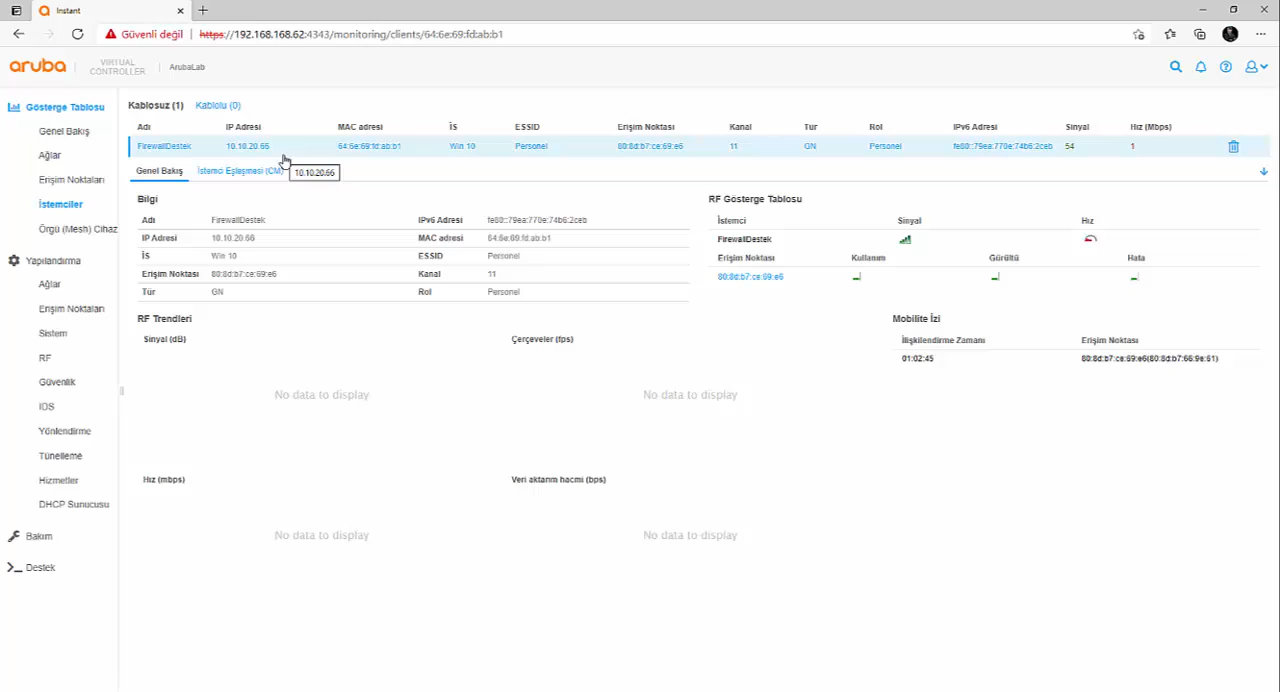 Instant
Güvenli değil https://192.168.168.62:4343/monitoring/clients/64:6e:69:fd:ab:b1
aruba VIRTUAL CONTROLLER ArubaLab
Gösterge Tablosu
Genel Bakış
Ağlar
Erişim Noktaları
İstemciler
Örgü (Mesh) Cihaz
Yapılandırma
Ağlar
Erişim Noktaları
Sistem
RF
Güvenlik
IDS
Yönlendirme
Tünelleme
Hizmetler
DHCP Sunucusu
Bakım
Destek
Kablosuz (1) Kablolu (0)
Adı IP Adresi MAC adresi İS ESSID Erişim Noktası Kanal Tür Rol IPv6 Adresi Sinyal Hız (Mbps)
FirewallDestek 10.10.20.66 64:6e:69:fd:ab:b1 Win 10 Personel 80:8d:b7:ce:69:e6 11 GN Personel fe80::79ea:770e:74b6:2ceb 54 1
Genel Bakış İstemci Eşleşmesi (CM) 10.10.20.66
Bilgi
Adı FirewallDestek IPv6 Adresi fe80::79ea:770e:74b6:2ceb
IP Adresi 10.10.20.66 MAC adresi 64:6e:69:fd:ab:b1
İS Win 10 ESSID Personel
Erişim Noktası 80:8d:b7:ce:69:e6 Kanal 11
Tür GN Rol Personel
RF Gösterge Tablosu
İstemci Sinyal Hız
FirewallDestek
Erişim Noktası Kullanım Gürültü Hata
80:8d:b7:ce:69:e6
RF Trendleri
Sinyal (dB) Çerçeveler (fps)
No data to display No data to display
Hız (mbps) Veri aktarım hacmi (bps)
No data to display No data to display
Mobilite İzi
İlişkilendirme Zamanı Erişim Noktası
01:02:45 80:8d:b7:ce:69:e6(80:8d:b7:66:9e:61)